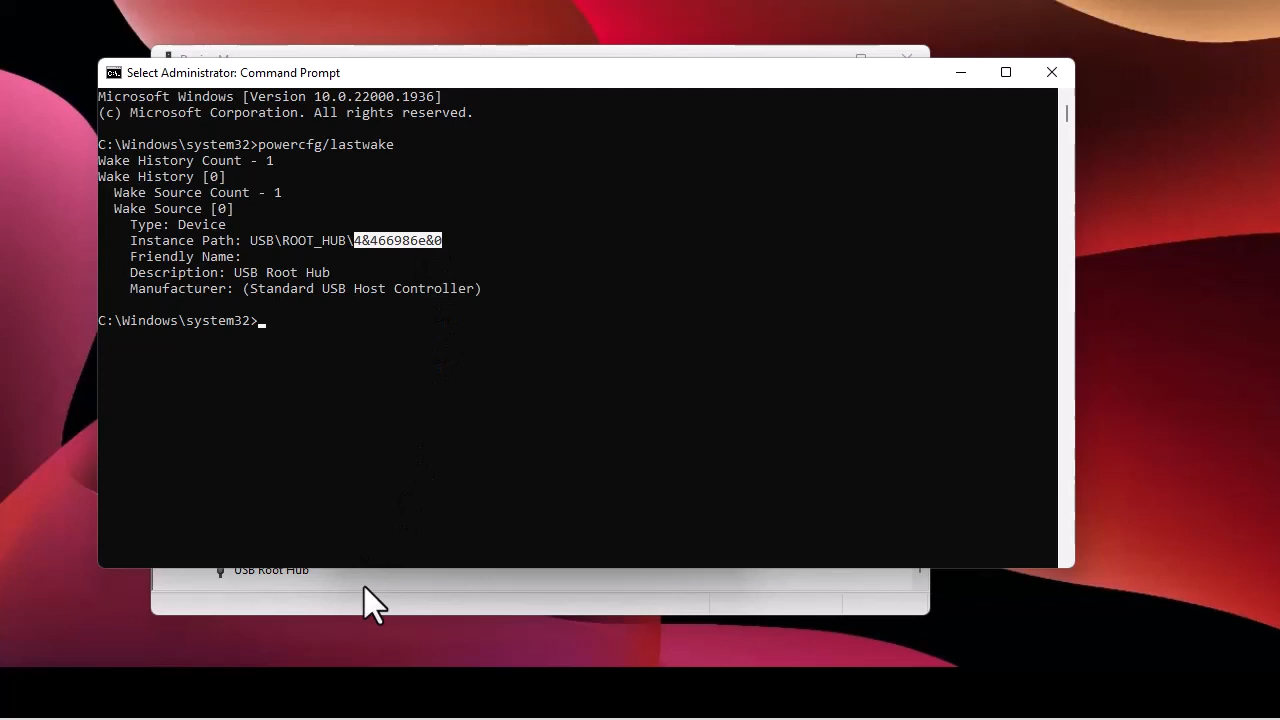 Select Administrator: Command Prompt
Microsoft Windows [Version 10.0.22000.1936]
(c) Microsoft Corporation. All rights reserved.
C:\Windows\system32>powercfg/lastwake
Wake History Count - 1
Wake History [0]
Wake Source Count - 1
Wake Source [0]
Type: Device
Instance Path: USB\ROOT_HUB\4&466986e&0
Friendly Name:
Description: USB Root Hub
Manufacturer: (Standard USB Host Controller)
C:\Windows\system32>
USB Root Hub